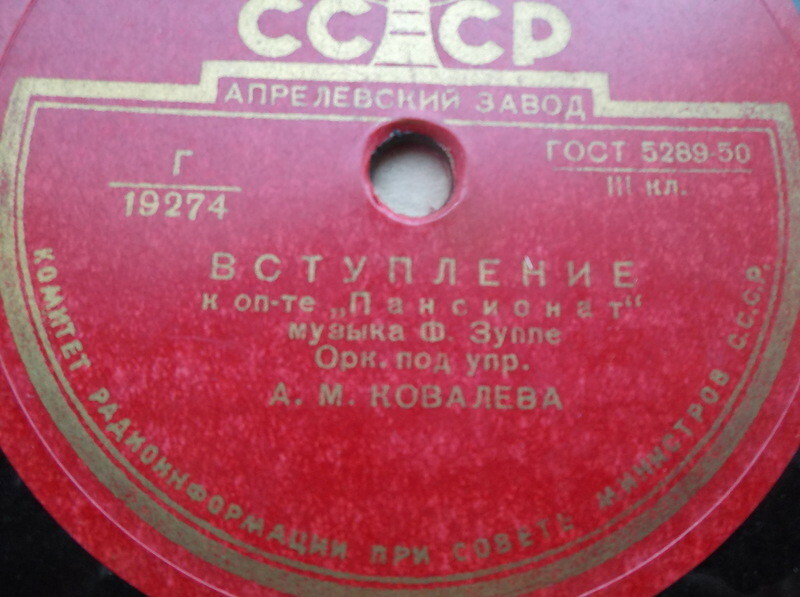 СССР
АПРЕЛЕВСКИЙ ЗАВОД
Г
19274
ГОСТ 5289-50
III кл.
ВСТУПЛЕНИЕ
к оп-те „Пансионат“
музыка Ф. Зуппе
Орк. под упр.
А. М. КОВАЛЕВА
КОМИТЕТ РАДИОИНФОРМАЦИИ ПРИ СОВЕТЕ МИНИСТРОВ С.С.С.Р.